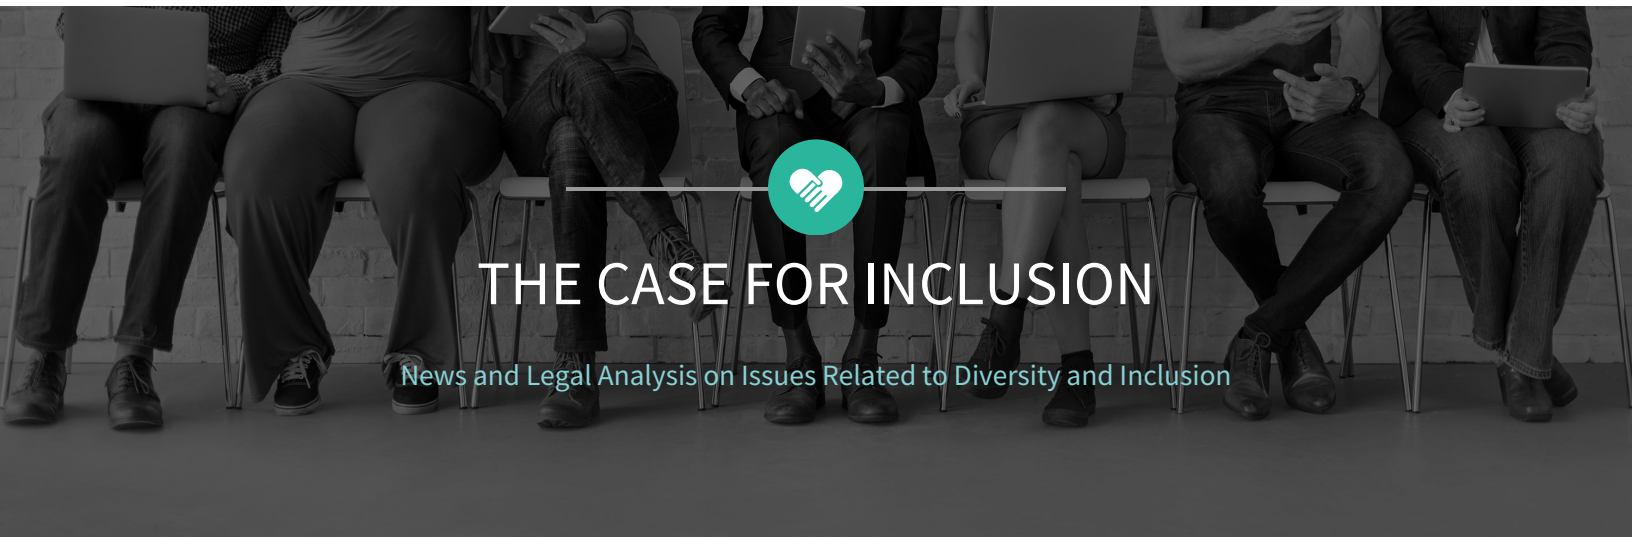 THE CASE FOR INCLUSION
News and Legal Analysis on Issues Related to Diversity and Inclusion